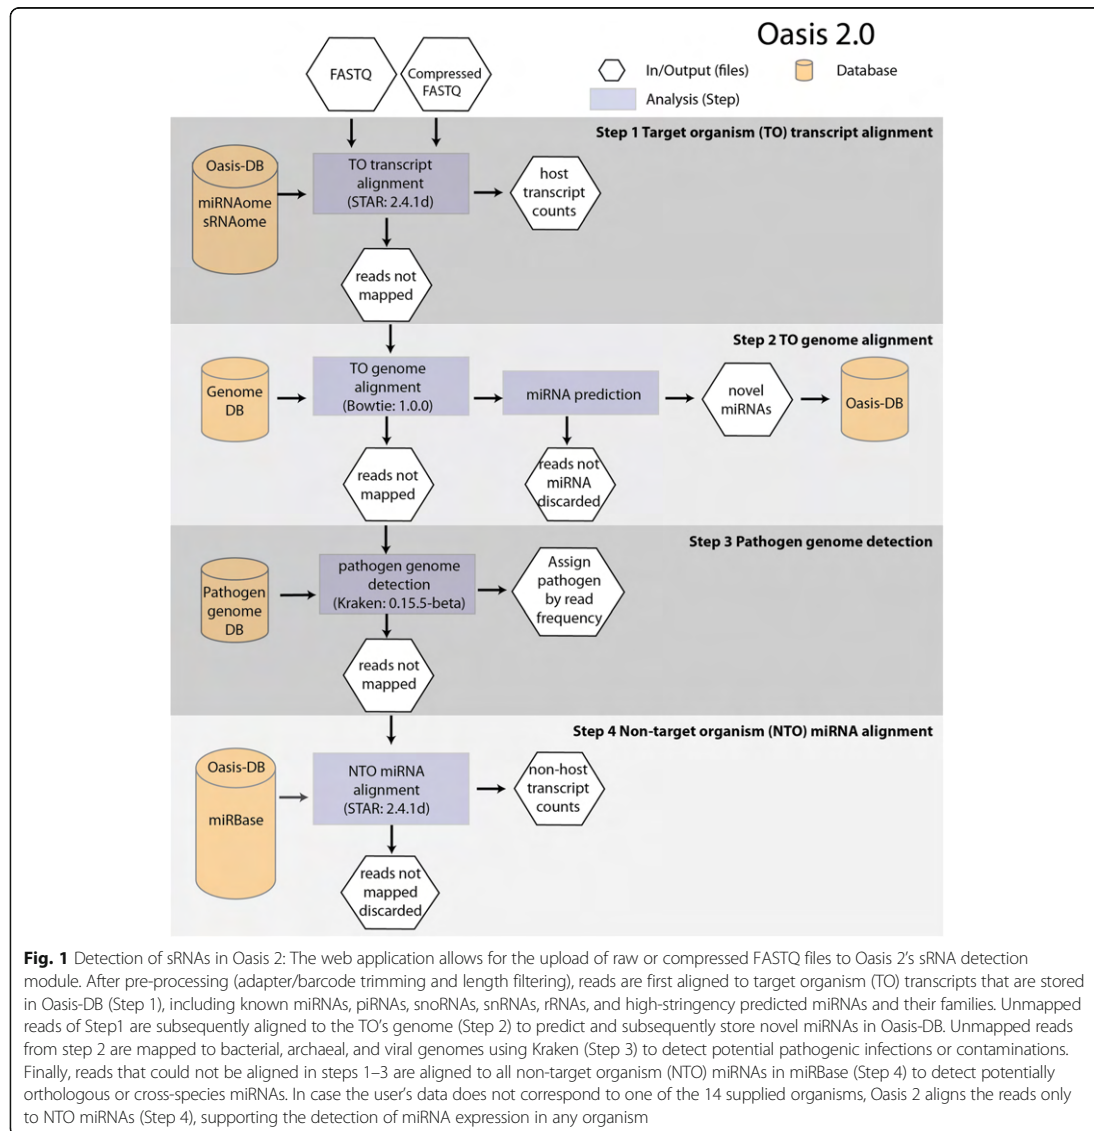 Oasis 2.0
FASTQ
Compressed
FASTQ
In/Output (files)
Database
Analysis (Step)
Step 1 Target organism (TO) transcript alignment
Oasis-DB
miRNAome
sRNAome
TO transcript
alignment
(STAR: 2.4.1d)
host
transcript
counts
reads not
mapped
Step 2 TO genome alignment
Genome
DB
TO genome
alignment
(Bowtie: 1.0.0)
miRNA prediction
novel
miRNAs
Oasis-DB
reads not
mapped
reads not
miRNA
discarded
Step 3 Pathogen genome detection
Pathogen
genome
DB
pathogen genome
detection
(Kraken: 0.15.5-beta)
Assign
pathogen
by read
frequency
reads not
mapped
Step 4 Non-target organism (NTO) miRNA alignment
Oasis-DB
miRBase
NTO miRNA
alignment
(STAR: 2.4.1d)
non-host
transcript
counts
reads not
mapped
discarded
Fig. 1 Detection of sRNAs in Oasis 2: The web application allows for the upload of raw or compressed FASTQ files to Oasis 2's sRNA detection
module. After pre-processing (adapter/barcode trimming and length filtering), reads are first aligned to target organism (TO) transcripts that are stored
in Oasis-DB (Step 1), including known miRNAs, piRNAs, snoRNAs, snRNAs, rRNAs, and high-stringency predicted miRNAs and their families. Unmapped
reads of Step1 are subsequently aligned to the TO's genome (Step 2) to predict and subsequently store novel miRNAs in Oasis-DB. Unmapped reads
from step 2 are mapped to bacterial, archaeal, and viral genomes using Kraken (Step 3) to detect potential pathogenic infections or contaminations.
Finally, reads that could not be aligned in steps 1–3 are aligned to all non-target organism (NTO) miRNAs in miRBase (Step 4) to detect potentially
orthologous or cross-species miRNAs. In case the user's data does not correspond to one of the 14 supplied organisms, Oasis 2 aligns the reads only
to NTO miRNAs (Step 4), supporting the detection of miRNA expression in any organism